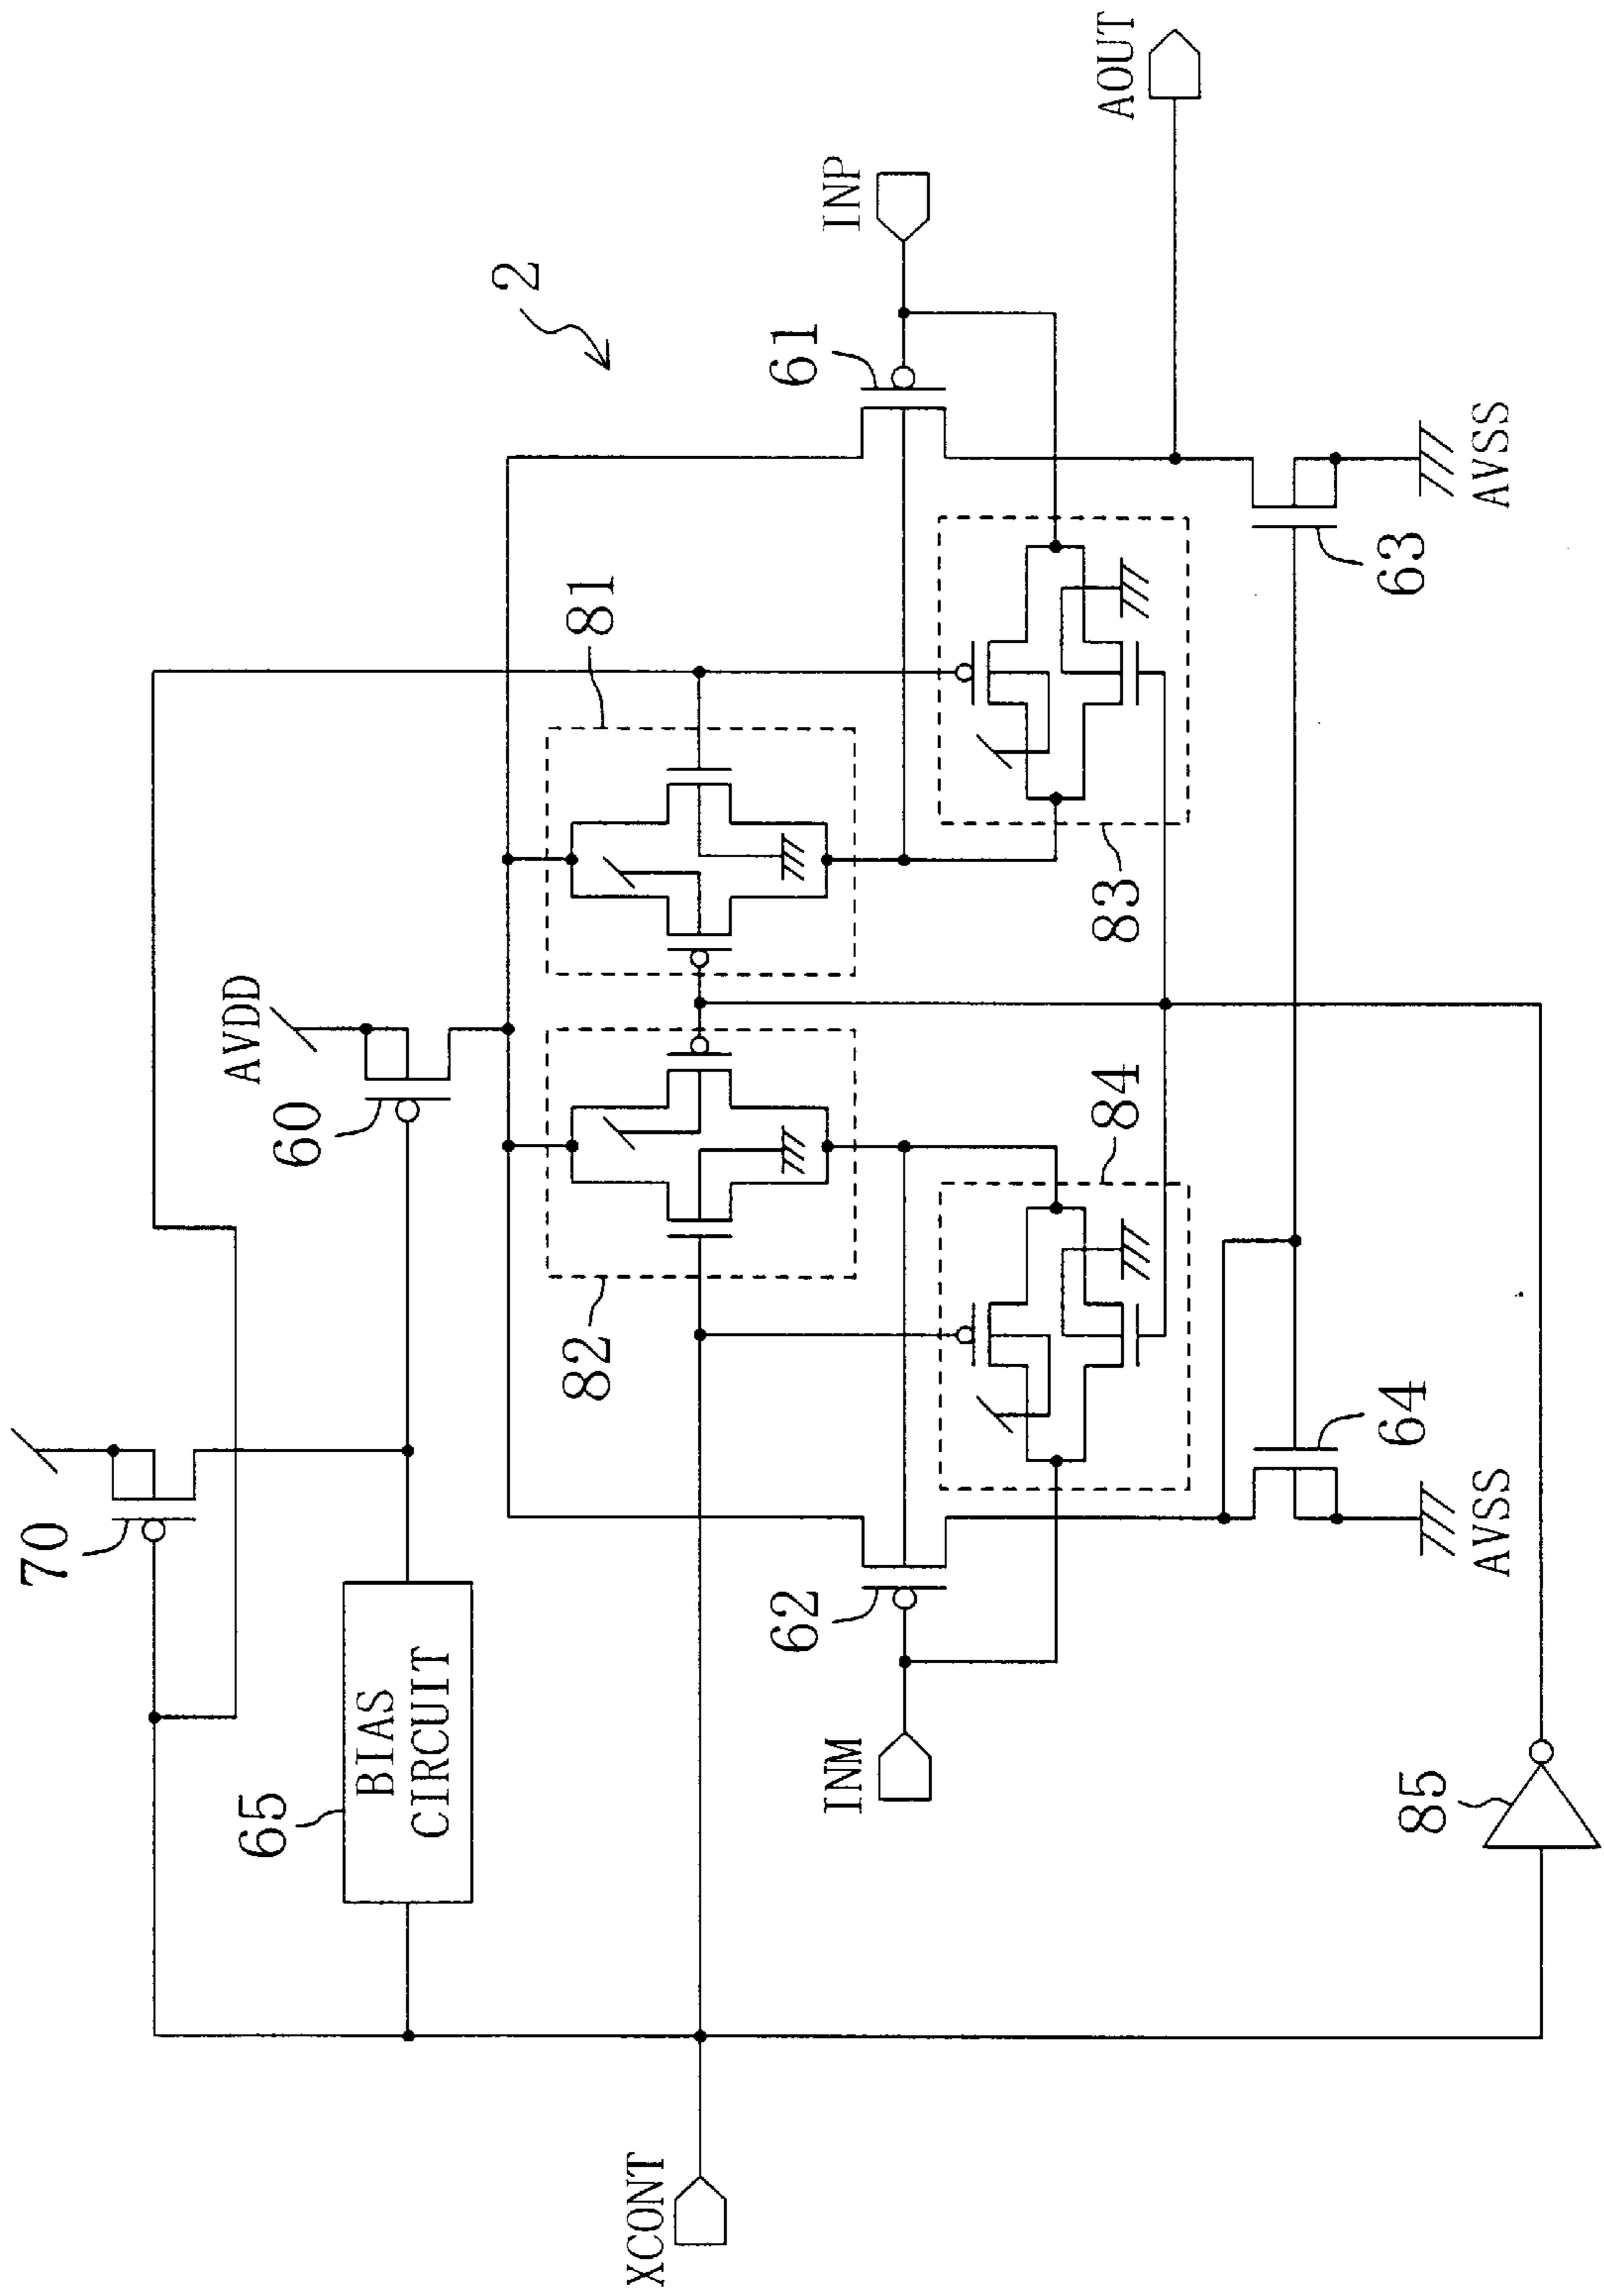 AOUT
INP
2
61
AVSS
63
81
83
AVDD
60
84
82
64
AVSS
70
62
BIAS
CIRCUIT
65
INM
85
XCONT